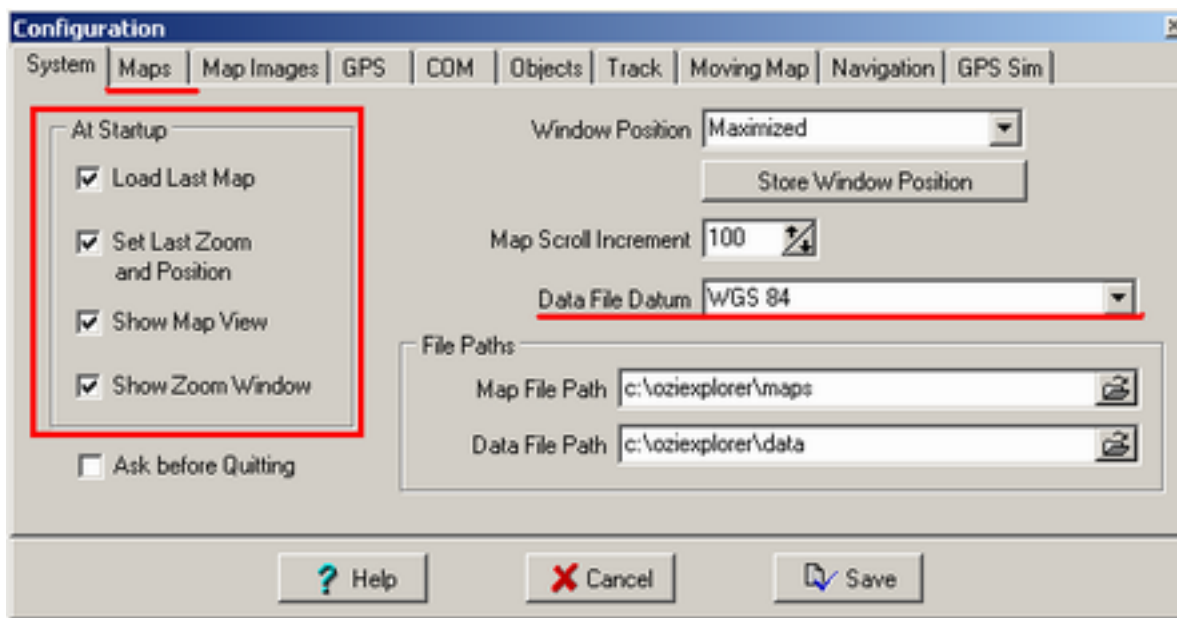 Configuration
System Maps Map Images GPS COM Objects Track Moving Map Navigation GPS Sim
At Startup
Load Last Map
Set Last Zoom
and Position
Show Map View
Show Zoom Window
Ask before Quitting
Window Position Maximized
Store Window Position
Map Scroll Increment 100
Data File Datum WGS 84
File Paths
Map File Path c:\oziexplorer\maps
Data File Path c:\oziexplorer\data
? Help
Cancel
Save